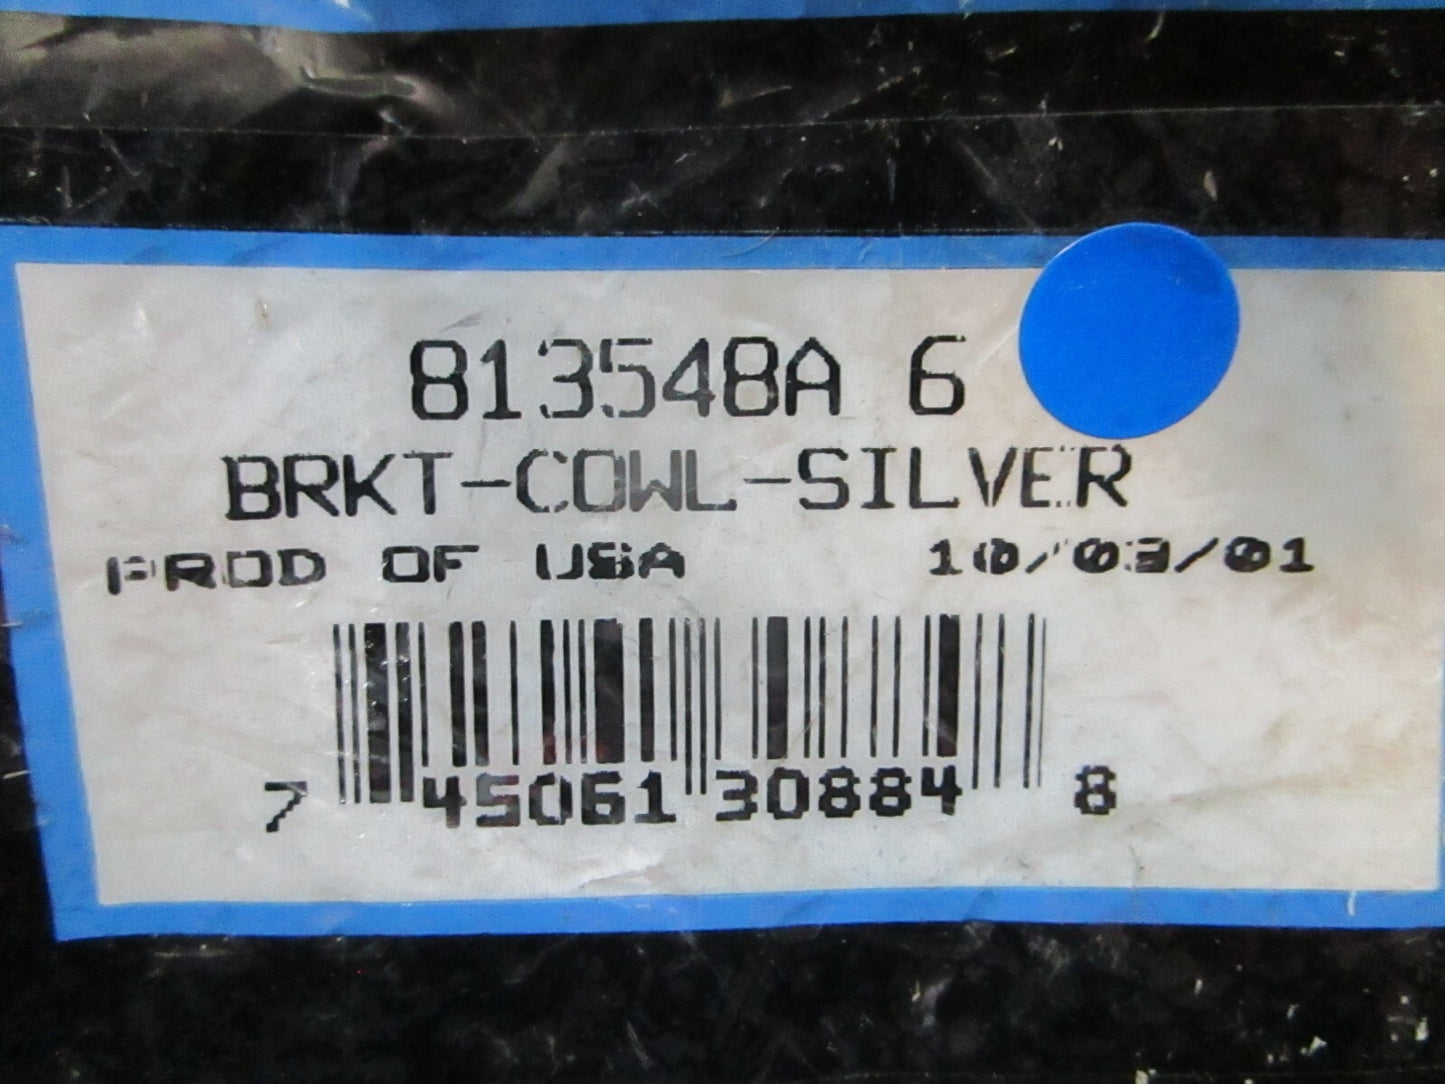 813548A 6
BRKT-COWL-SILVER
PROD OF USA 10/03/01
7 45061 30884 8